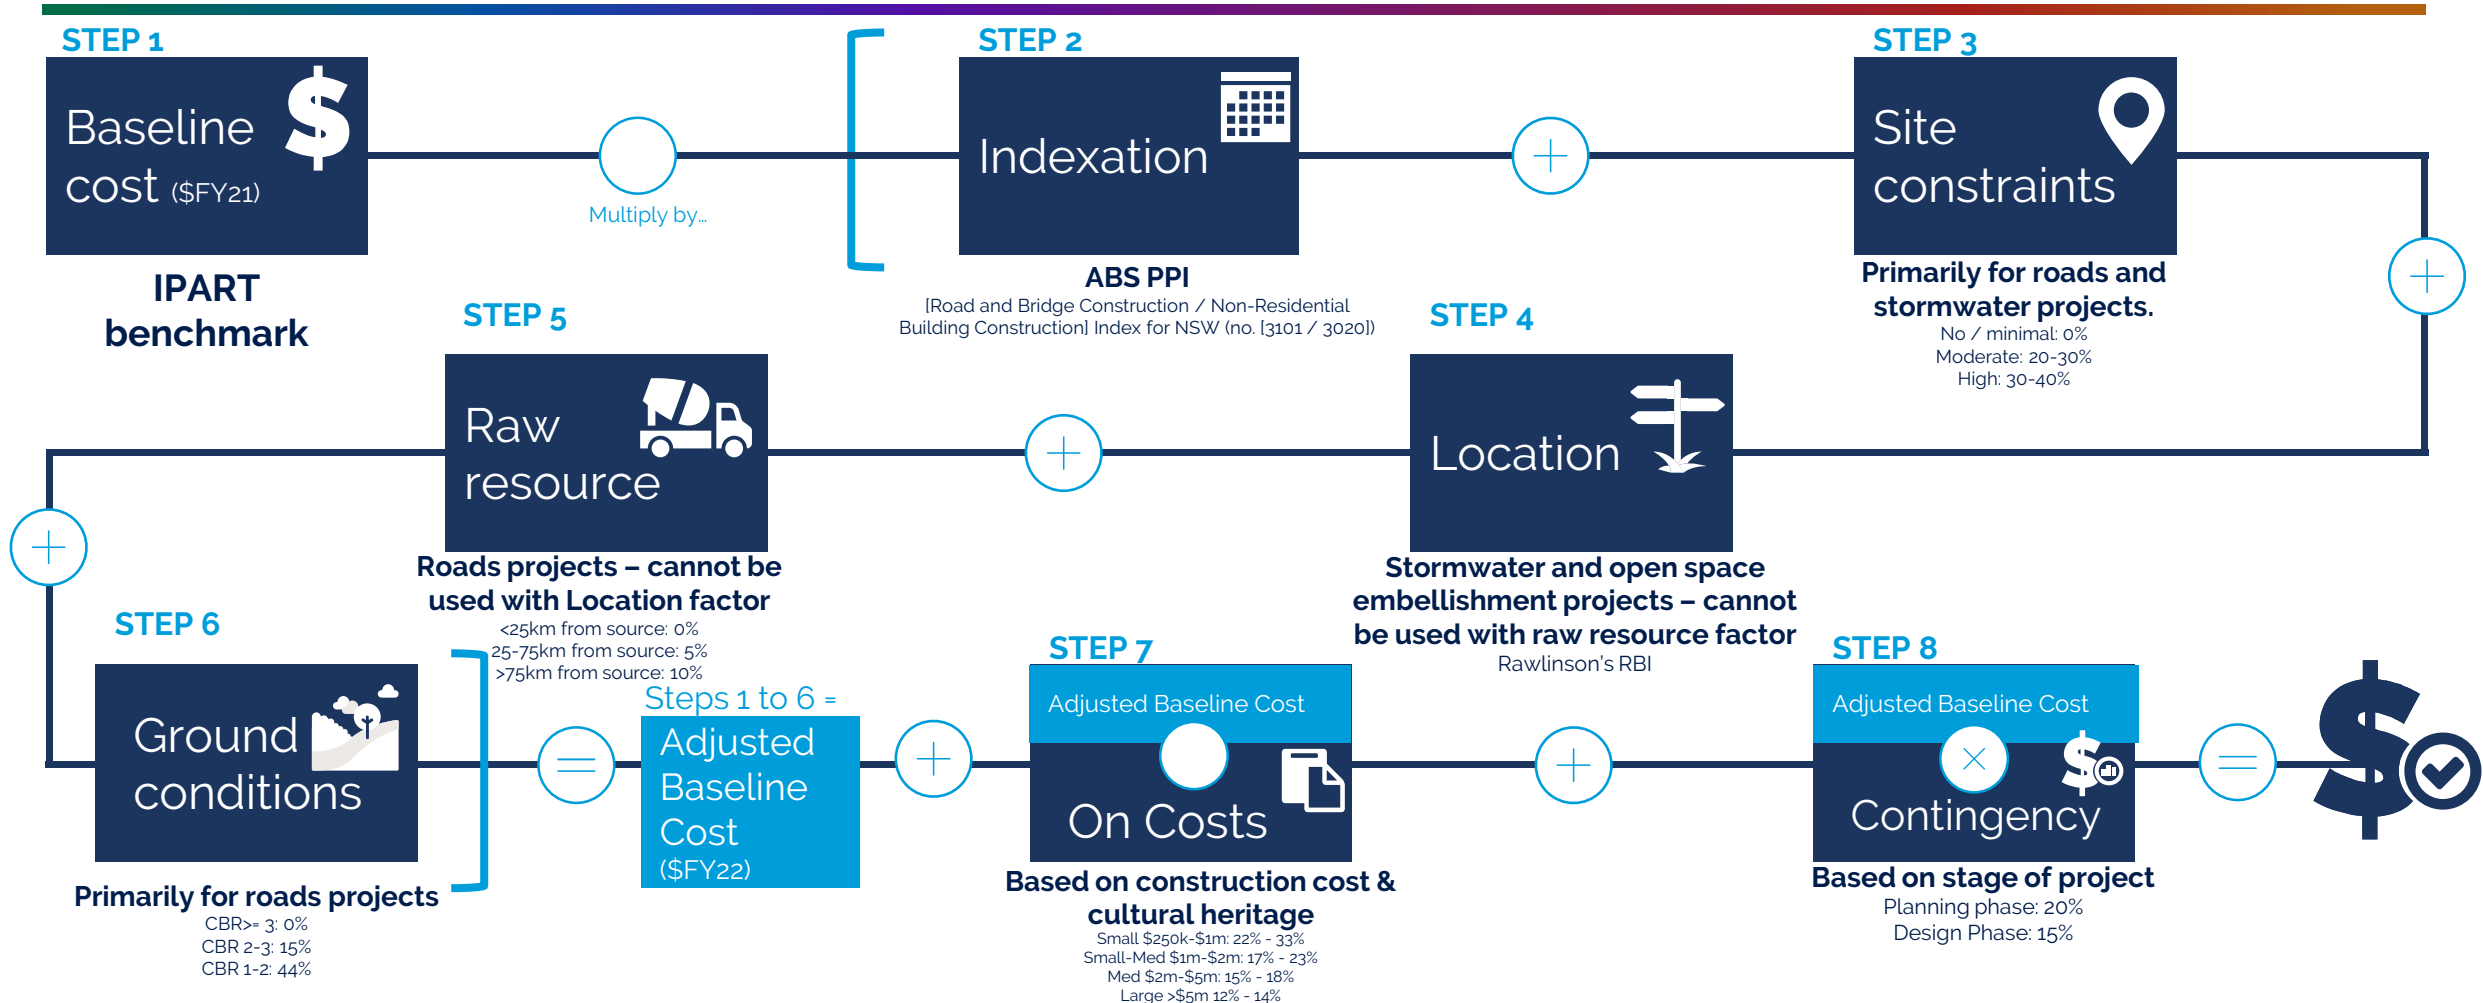 STEP 1
Baseline
cost ($FY21)
IPART
benchmark
Multiply by...
STEP 2
Indexation
ABS PPI
[Road and Bridge Construction / Non-Residential
Building Construction] Index for NSW (no. [3101 / 3020])
+
STEP 3
Site
constraints
Primarily for roads and
stormwater projects.
No / minimal: 0%
Moderate: 20-30%
High: 30-40%
+
STEP 4
Location
Stormwater and open space
embellishment projects – cannot
be used with raw resource factor
Rawlinson's RBI
+
STEP 5
Raw
resource
Roads projects – cannot be
used with Location factor
<25km from source: 0%
25-75km from source: 5%
>75km from source: 10%
+
STEP 6
Ground
conditions
Primarily for roads projects
CBR>= 3: 0%
CBR 2-3: 15%
CBR 1-2: 44%
=
Steps 1 to 6 =
Adjusted
Baseline
Cost
($FY22)
+
STEP 7
Adjusted Baseline Cost
On Costs
Based on construction cost &
cultural heritage
Small $250k-$1m: 22% - 33%
Small-Med $1m-$2m: 17% - 23%
Med $2m-$5m: 15% - 18%
Large >$5m 12% - 14%
+
STEP 8
Adjusted Baseline Cost
×
Contingency
Based on stage of project
Planning phase: 20%
Design Phase: 15%
=